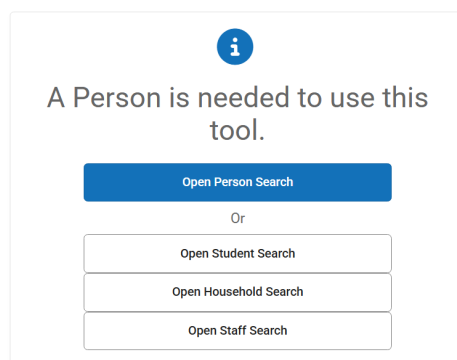 A Person is needed to use this
tool.
Open Person Search
Or
Open Student Search
Open Household Search
Open Staff Search